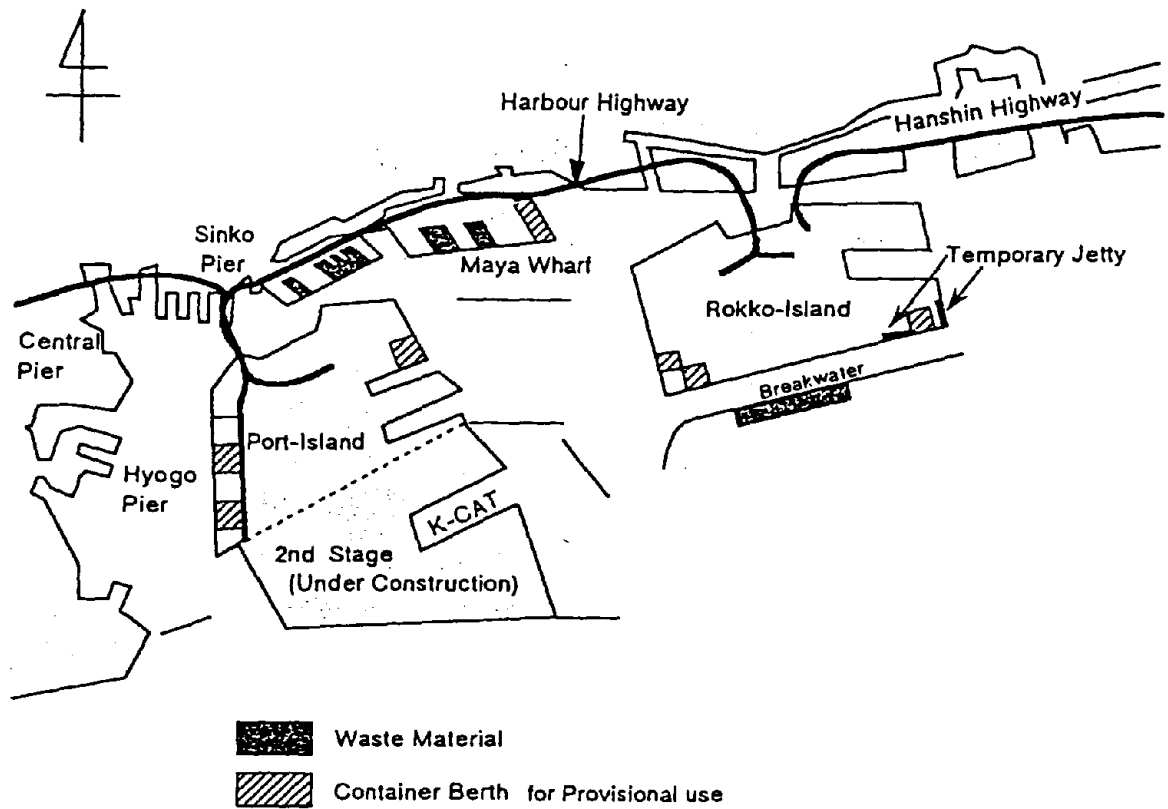 Harbour Highway
Hanshin Highway
Sinko
Pier
Maya Wharf
Temporary Jetty
Rokko-Island
Central
Pier
Breakwater
Port-Island
Hyogo
Pier
K-CAT
2nd Stage
(Under Construction)
Waste Material
Container Berth for Provisional use